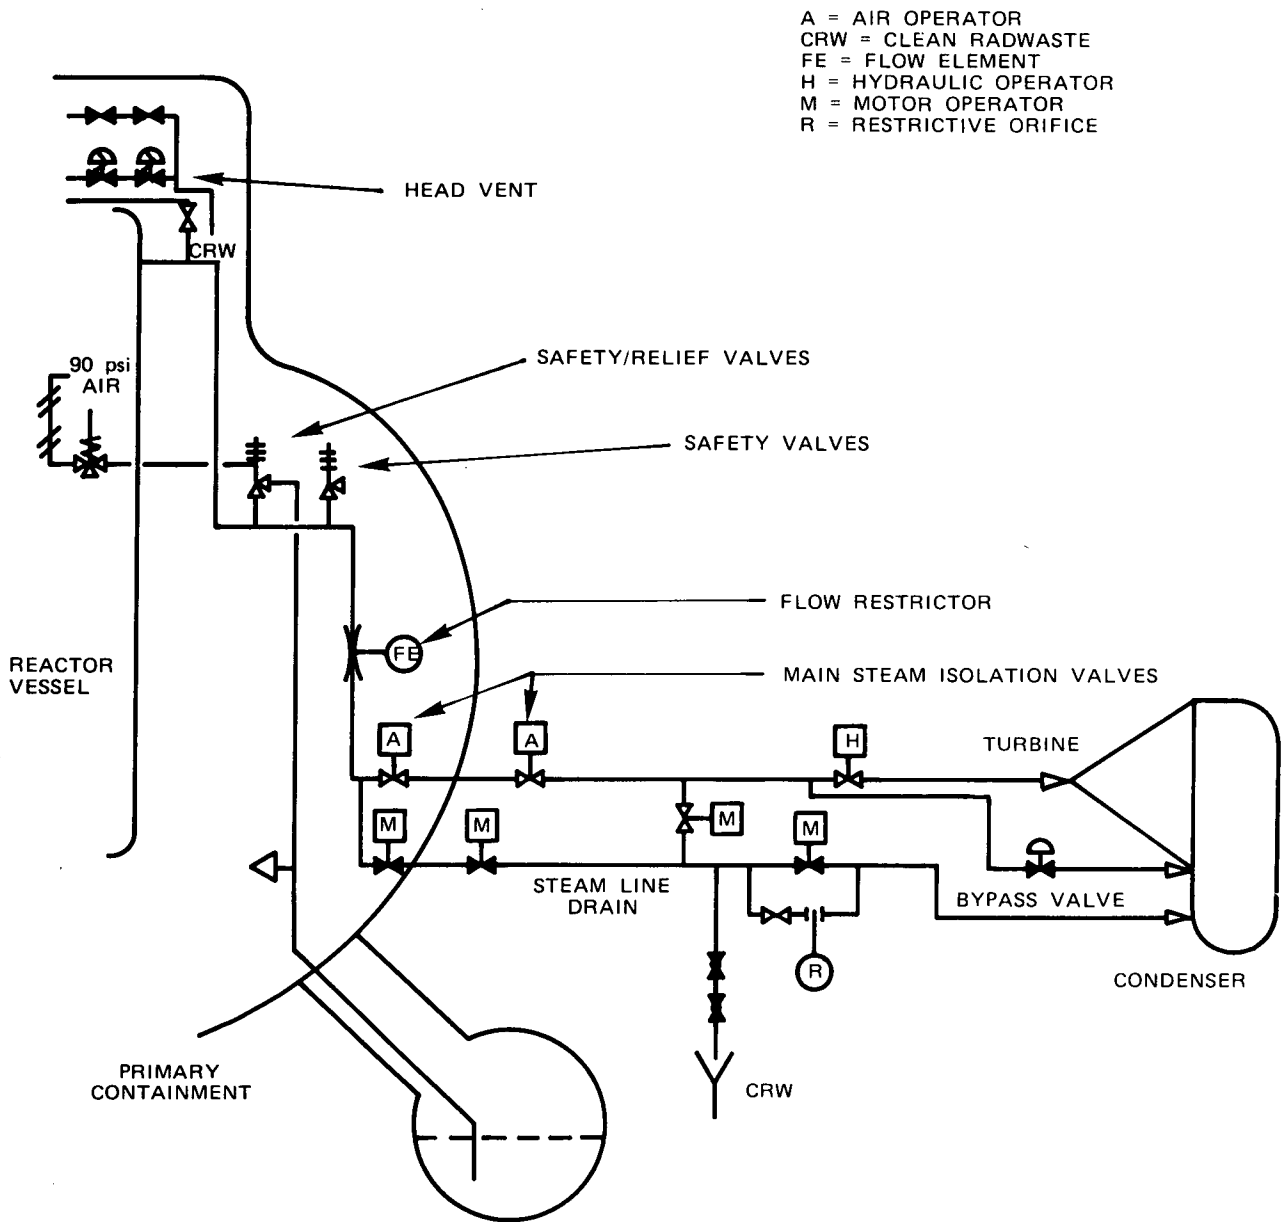 A = AIR OPERATOR
CRW = CLEAN RADWASTE
FE = FLOW ELEMENT
H = HYDRAULIC OPERATOR
M = MOTOR OPERATOR
R = RESTRICTIVE ORIFICE
HEAD VENT
CRW
SAFETY/RELIEF VALVES
90 psi
AIR
SAFETY VALVES
FLOW RESTRICTOR
FE
REACTOR
VESSEL
MAIN STEAM ISOLATION VALVES
A
A
H
TURBINE
M
M
M
M
STEAM LINE
DRAIN
BYPASS VALVE
R
CONDENSER
PRIMARY
CONTAINMENT
CRW